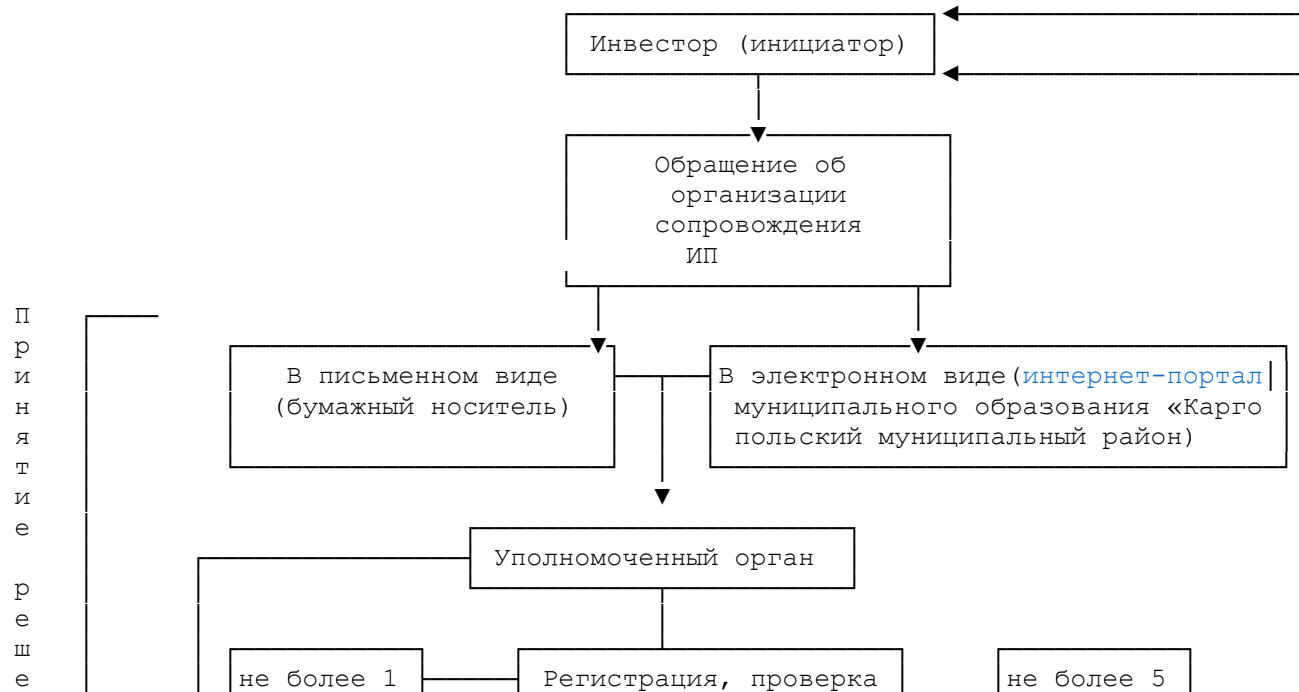 Инвестор (инициатор)
Обращение об
организации
сопровождения
ИП
П
р
и
н
я
т
и
е
р
е
ш
е
В письменном виде
(бумажный носитель)
В электронном виде(интернет-портал|
муниципального образования «Карго
польский муниципальный район)
Уполномоченный орган
не более 1
Регистрация, проверка
не более 5